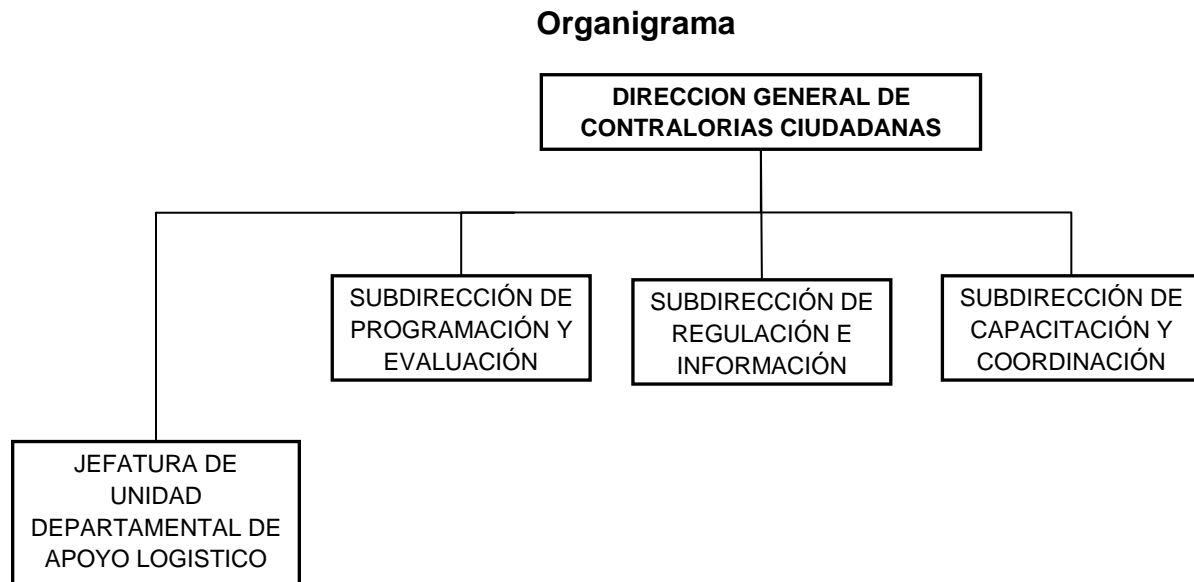 Organigrama
DIRECCION GENERAL DE
CONTRALORIAS CIUDADANAS
SUBDIRECCIÓN DE
PROGRAMACIÓN Y
EVALUACIÓN
SUBDIRECCIÓN DE
REGULACIÓN E
INFORMACIÓN
SUBDIRECCIÓN DE
CAPACITACIÓN Y
COORDINACIÓN
JEFATURA DE
UNIDAD
DEPARTAMENTAL DE
APOYO LOGISTICO